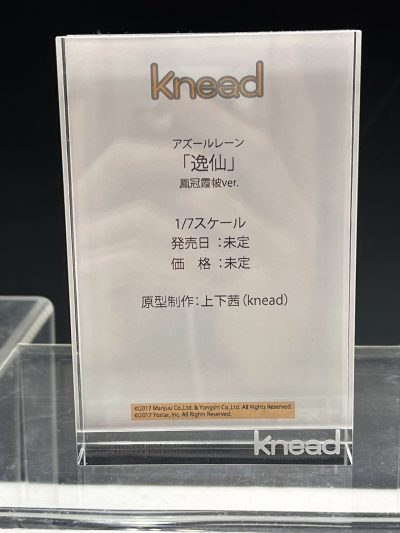 knead
アズールレーン
「逸仙」
鳳冠霞帔ver.
1/7スケール
発売日：未定
価　格：未定
原型制作：上下茜（knead）
©2017 Manjuu Co.,Ltd. & Yongshi Co.,Ltd. All Rights Reserved.
©2017 Yostar, Inc. All Rights Reserved.
knead